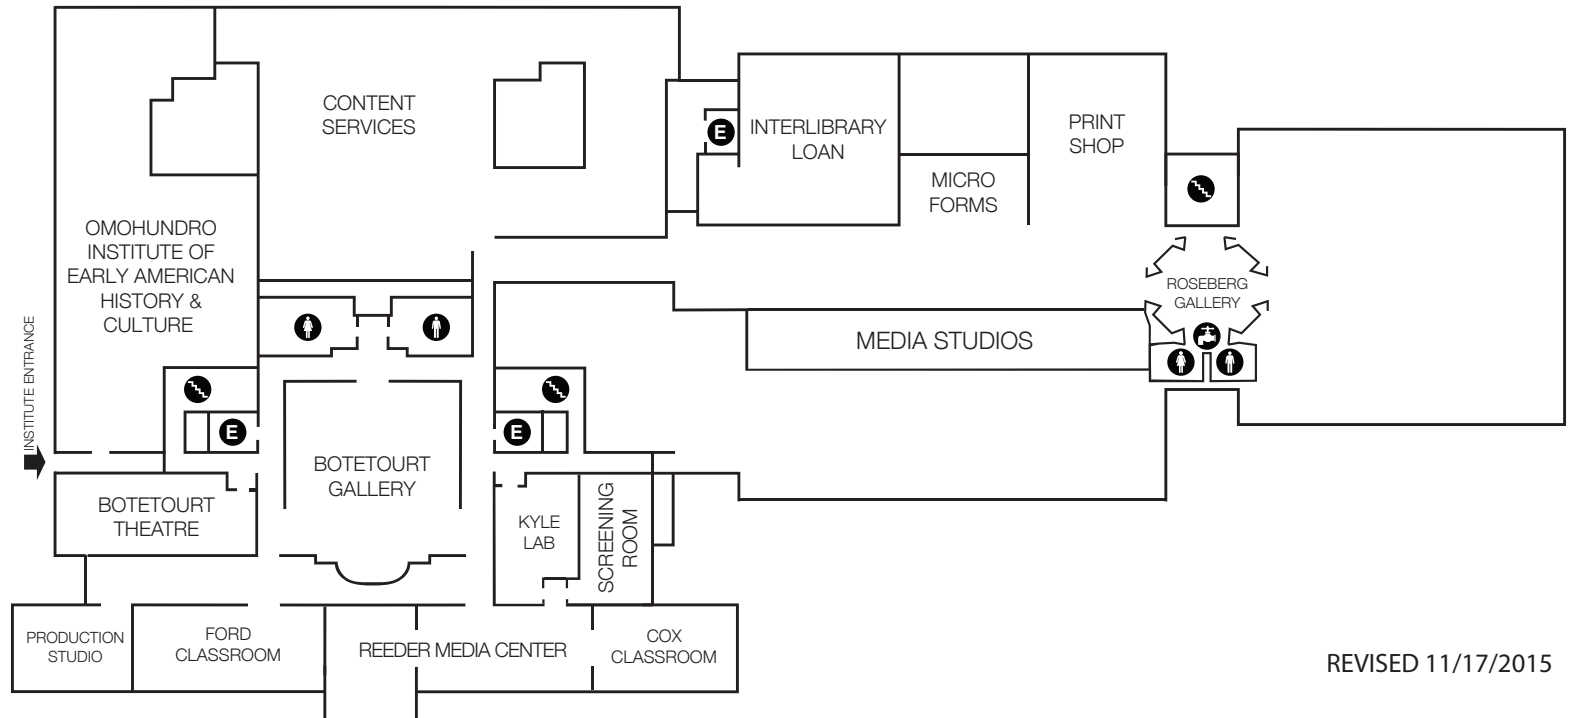 CONTENT
SERVICES
E
INTERLIBRARY
LOAN
PRINT
SHOP
MICRO
FORMS
OMOHUNDRO
INSTITUTE OF
EARLY AMERICAN
HISTORY &
CULTURE
ROSEBERG
GALLERY
MEDIA STUDIOS
INSTITUTE ENTRANCE
E
E
BOTETOURT
GALLERY
BOTETOURT
THEATRE
KYLE
LAB
SCREENING
ROOM
PRODUCTION
STUDIO
FORD
CLASSROOM
REEDER MEDIA CENTER
COX
CLASSROOM
REVISED 11/17/2015